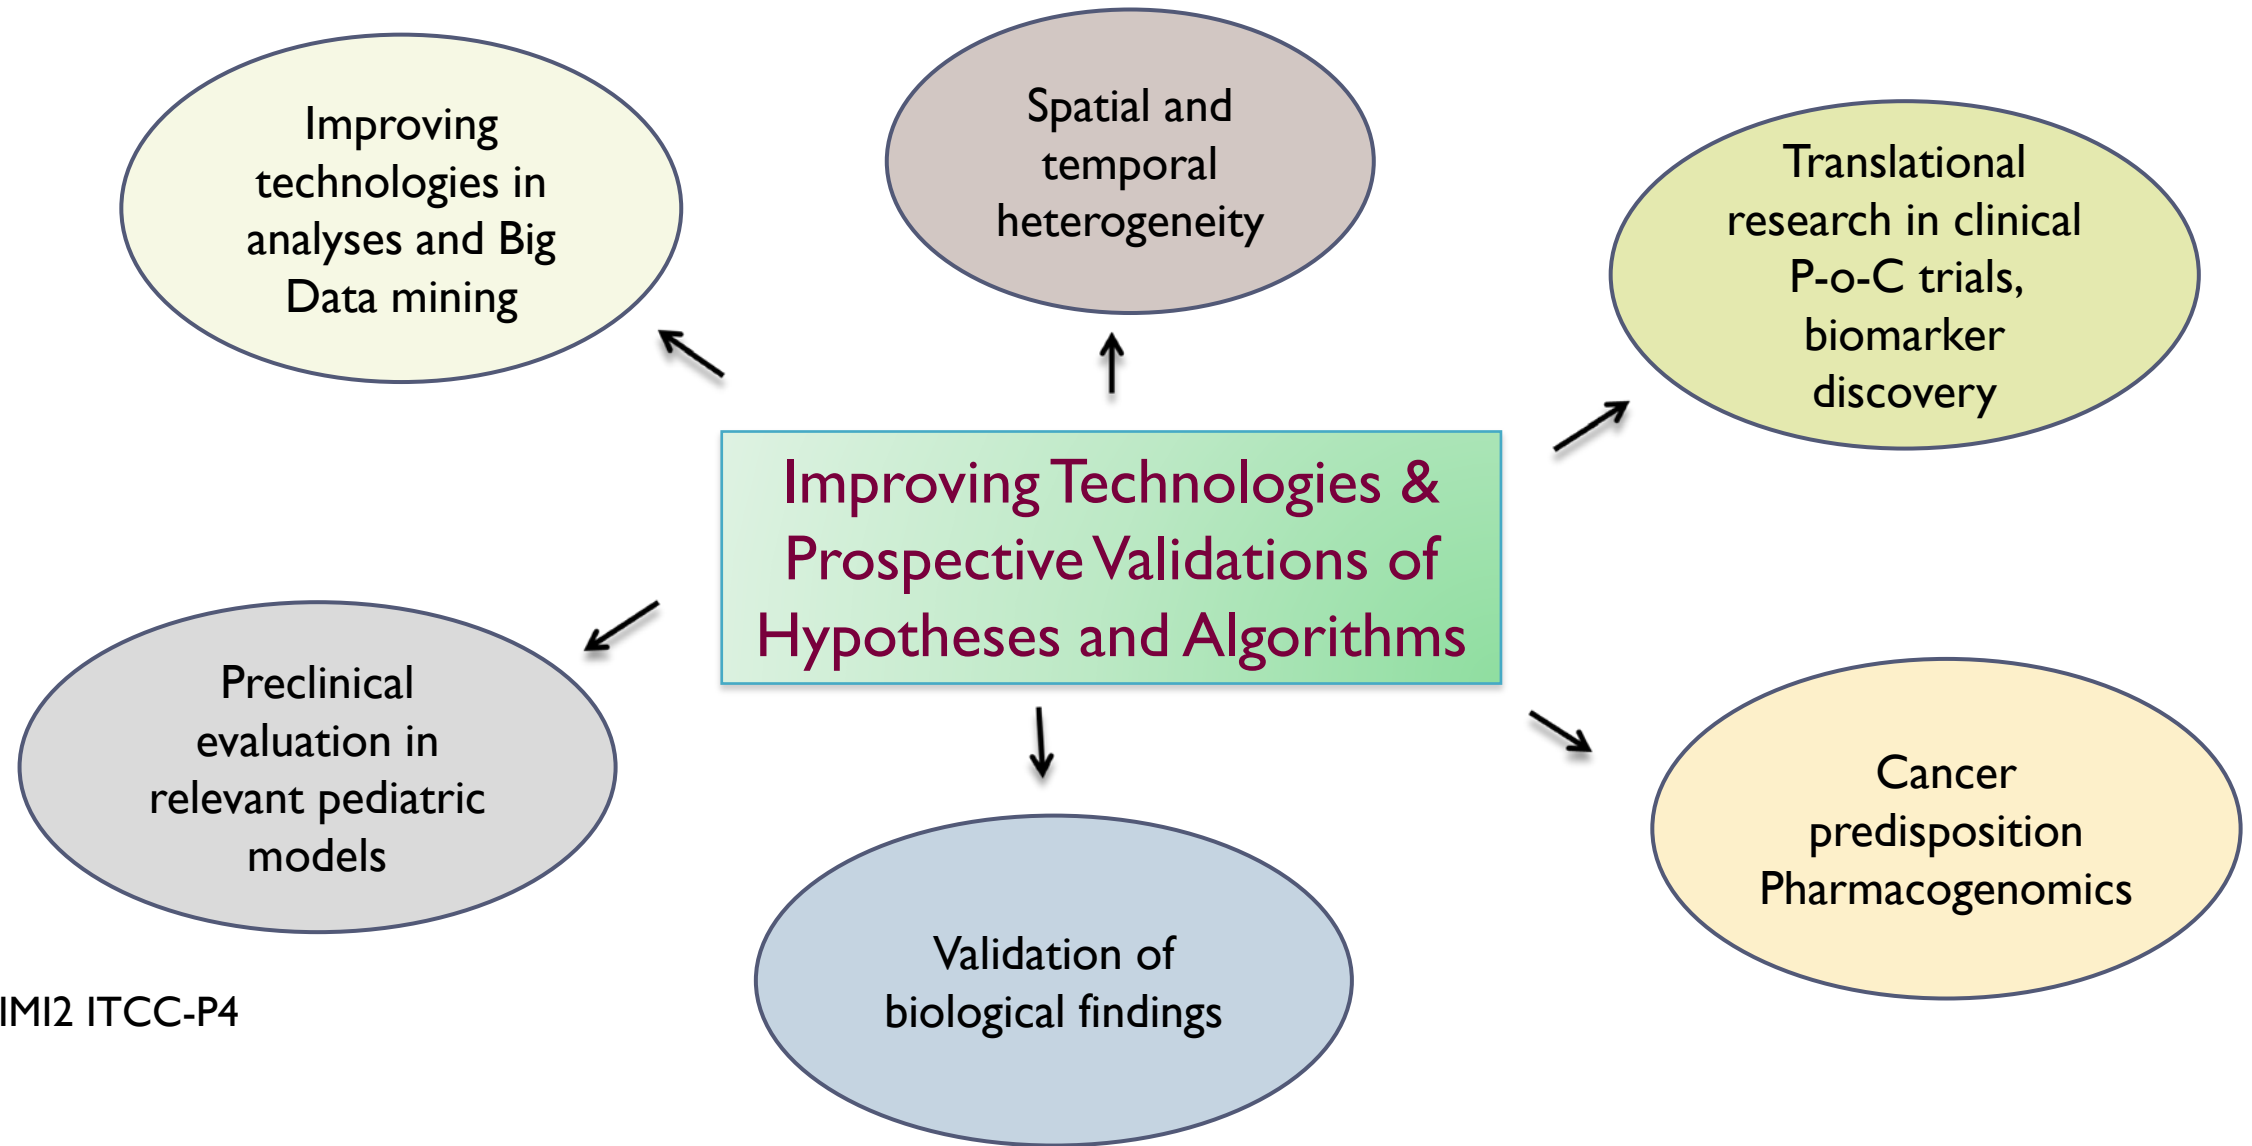 Improving
technologies in
analyses and Big
Data mining
Spatial and
temporal
heterogeneity
Translational
research in clinical
P-o-C trials,
biomarker
discovery
Improving Technologies &
Prospective Validations of
Hypotheses and Algorithms
Preclinical
evaluation in
relevant pediatric
models
Cancer
predisposition
Pharmacogenomics
Validation of
biological findings
IMI2 ITCC-P4